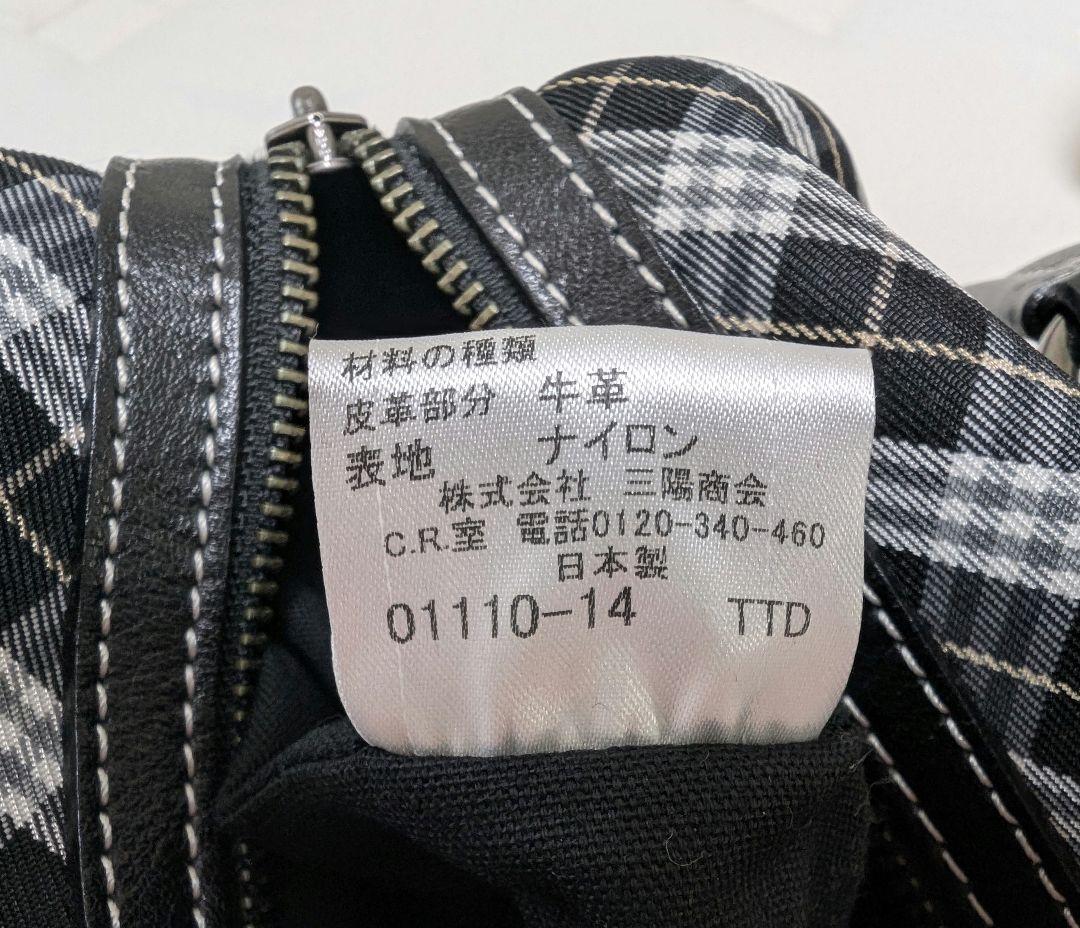 材料の種類
皮革部分 牛革
表地 ナイロン
株式会社 三陽商会
C.R.室 電話0120-340-460
日本製
01110-14 TTD